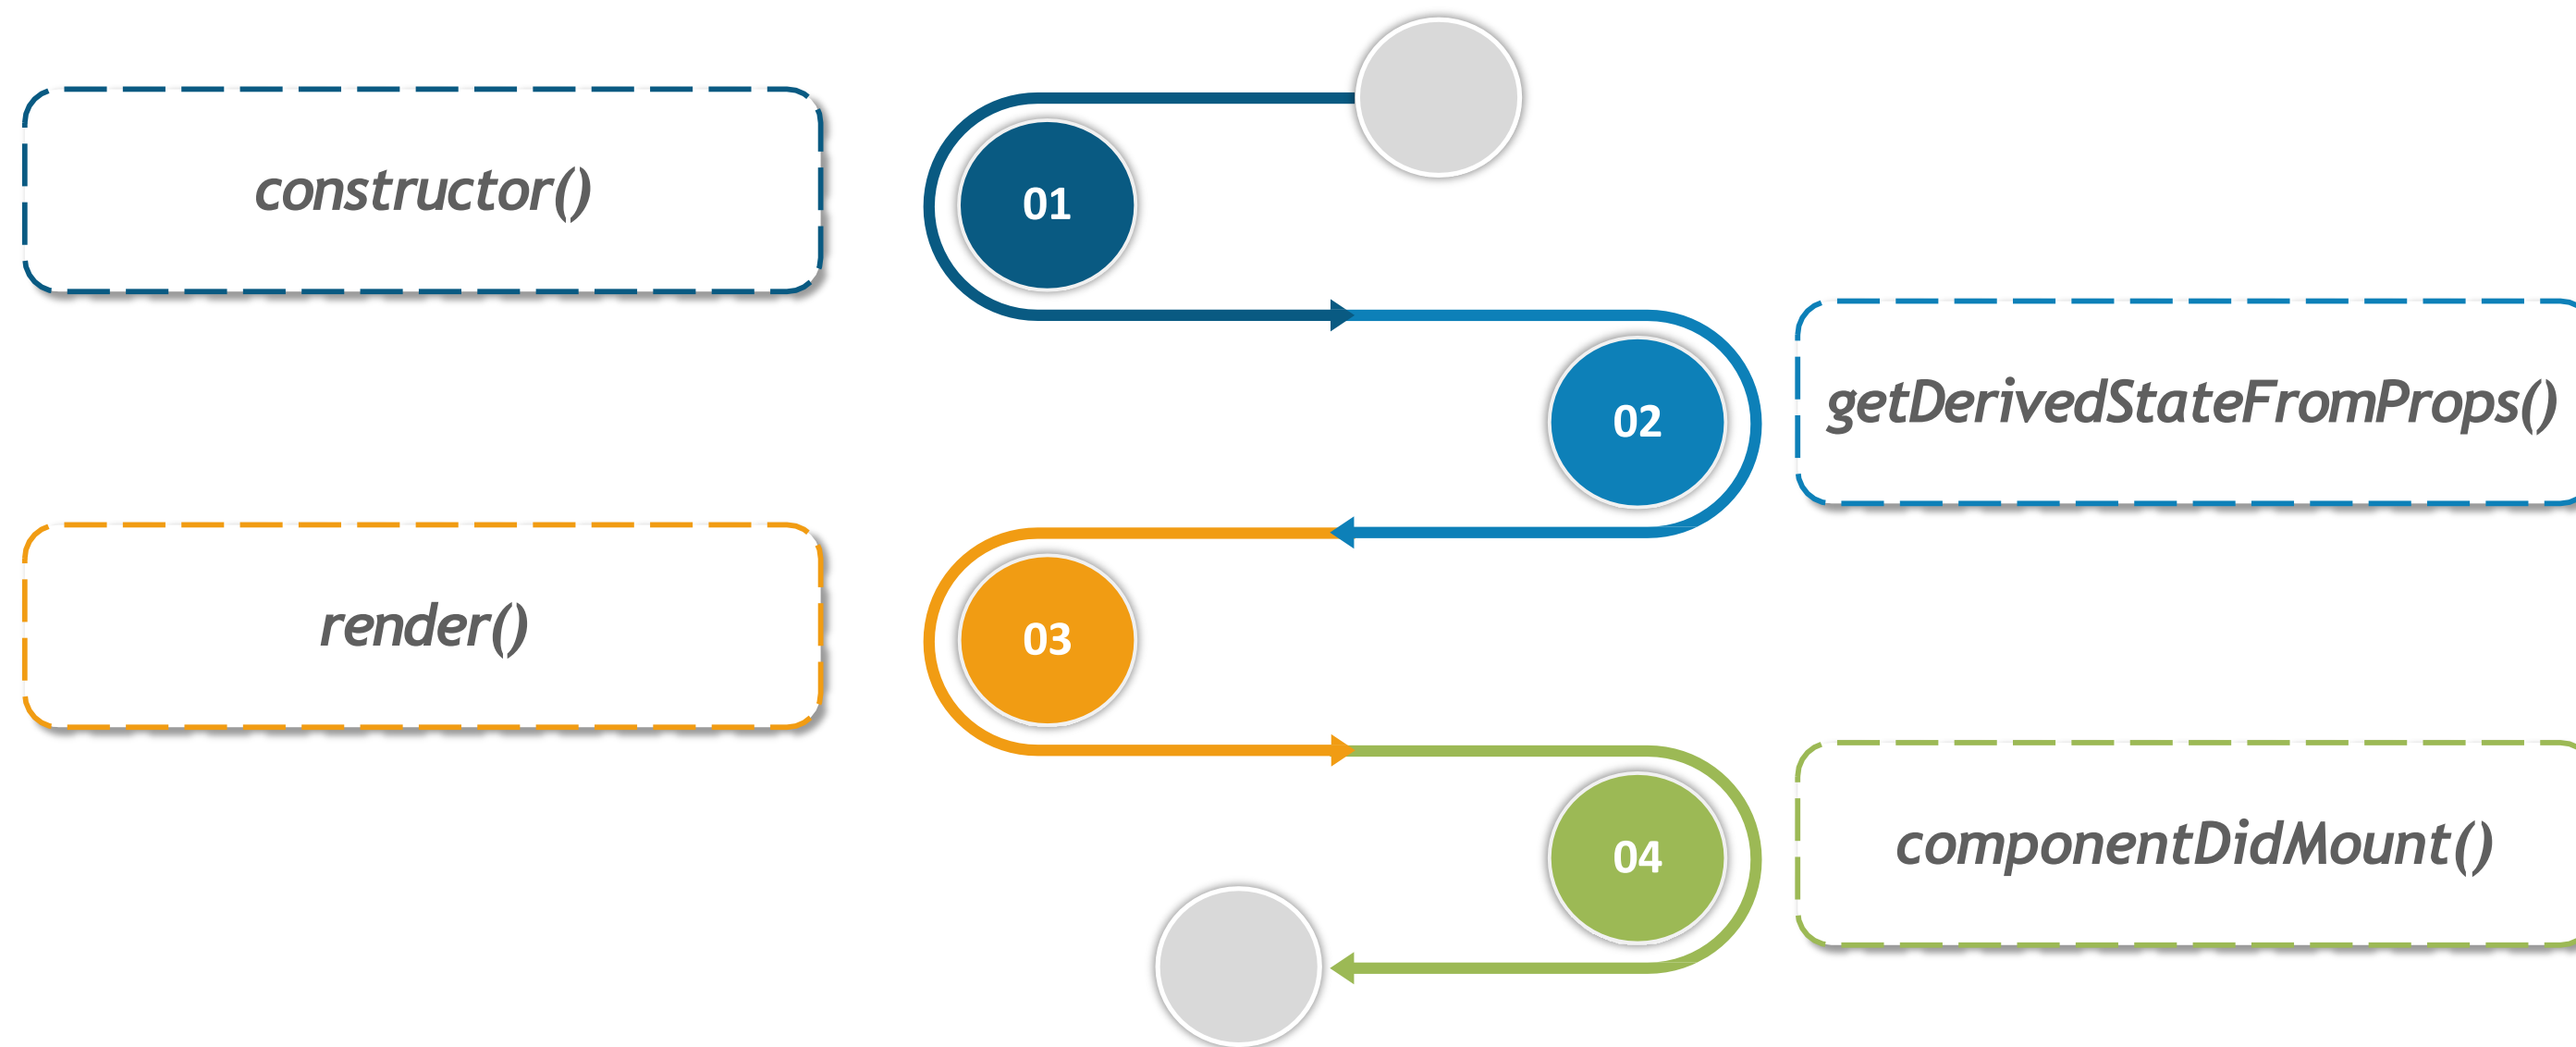 constructor()
01
02
getDerivedStateFromProps()
render()
03
04
componentDidMount()